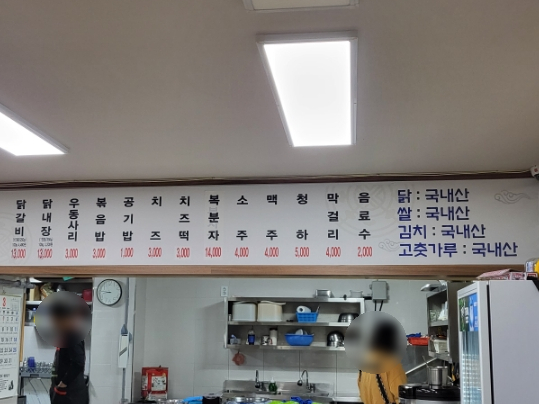 닭갈비 13,000
닭내장 13,000
우동사리 3,000
볶음밥 3,000
공기밥 1,000
치즈 3,000
치즈떡 3,000
복분자 14,000
소주 4,000
맥주 4,000
청하 5,000
막걸리 4,000
음료수 2,000
닭 : 국내산
쌀 : 국내산
김치 : 국내산
고춧가루 : 국내산